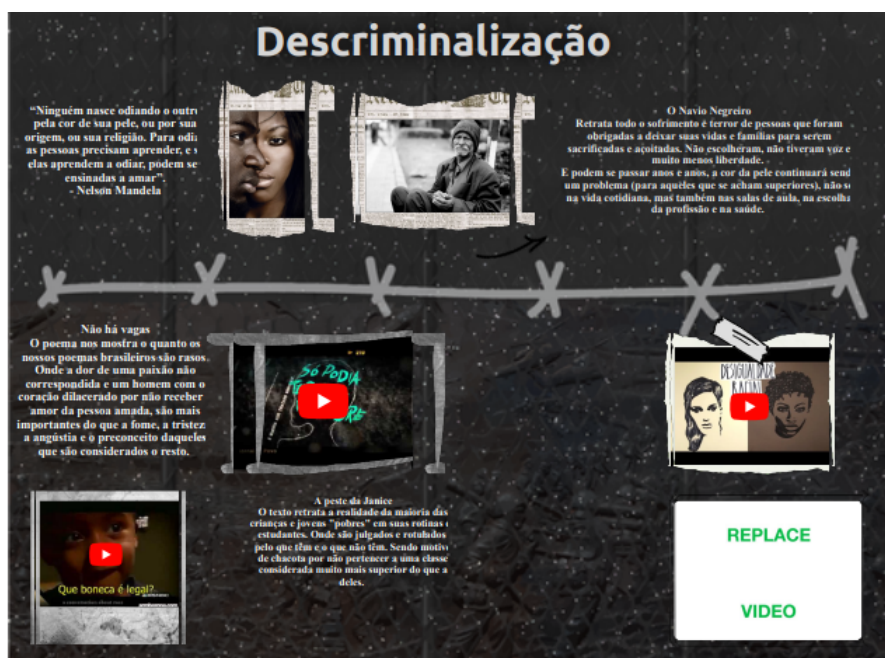 Descriminalização
“Ninguém nasce odiando o outro
pela cor de sua pele, ou por sua
origem, ou sua religião. Para odia
as pessoas precisam aprender, e s
elas aprendem a odiar, podem se
ensinadas a amar”.
- Nelson Mandela
O Navio Negreiro
Retrata todo o sofrimento é terror de pessoas que foram
obrigadas a deixar suas vidas e famílias para serem
sacrificadas e açoitadas. Não escolheram, não tiveram voz e
muito menos liberdade.
E podem se passar anos e anos, a cor da pele continuará send
um problema (para aqueles que se acham superiores), não só
na vida cotidiana, mas também nas salas de aula, na escolha
da profissão e na saúde.
Não há vagas
O poema nos mostra o quanto os
nossos poemas brasileiros são rasos.
Onde a dor de uma paixão não
correspondida e um homem com o
coração dilacerado por não receber
amor da pessoa amada, são mais
importantes do que a fome, a tristez
a angústia e o preconceito daqueles
que são considerados o resto.
SÓ PODIA
DESIGUALDADE
RACIAL
A peste da Janice
O texto retrata a realidade da maioria das
crianças e jovens "pobres" em suas rotinas
estudantes. Onde são julgados e rotulados
pelo que têm e o que não têm. Sendo motivo
de chacota por não pertencer a uma classe
considerada muito mais superior do que a
deles.
Que boneca é legal?
REPLACE
VIDEO